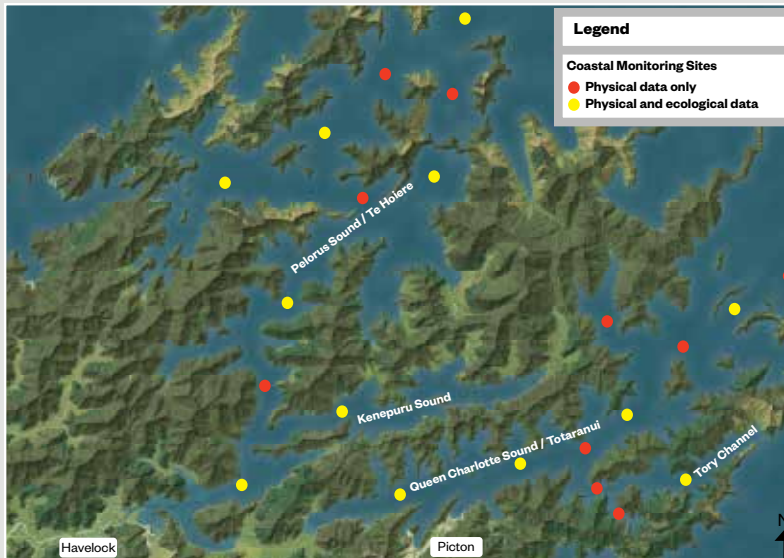 Legend
Coastal Monitoring Sites
Physical data only
Physical and ecological data
Pelorus Sound / Te Hoiere
Kenepuru Sound
Queen Charlotte Sound / Totaranui
Tory Channel
Havelock
Picton
N